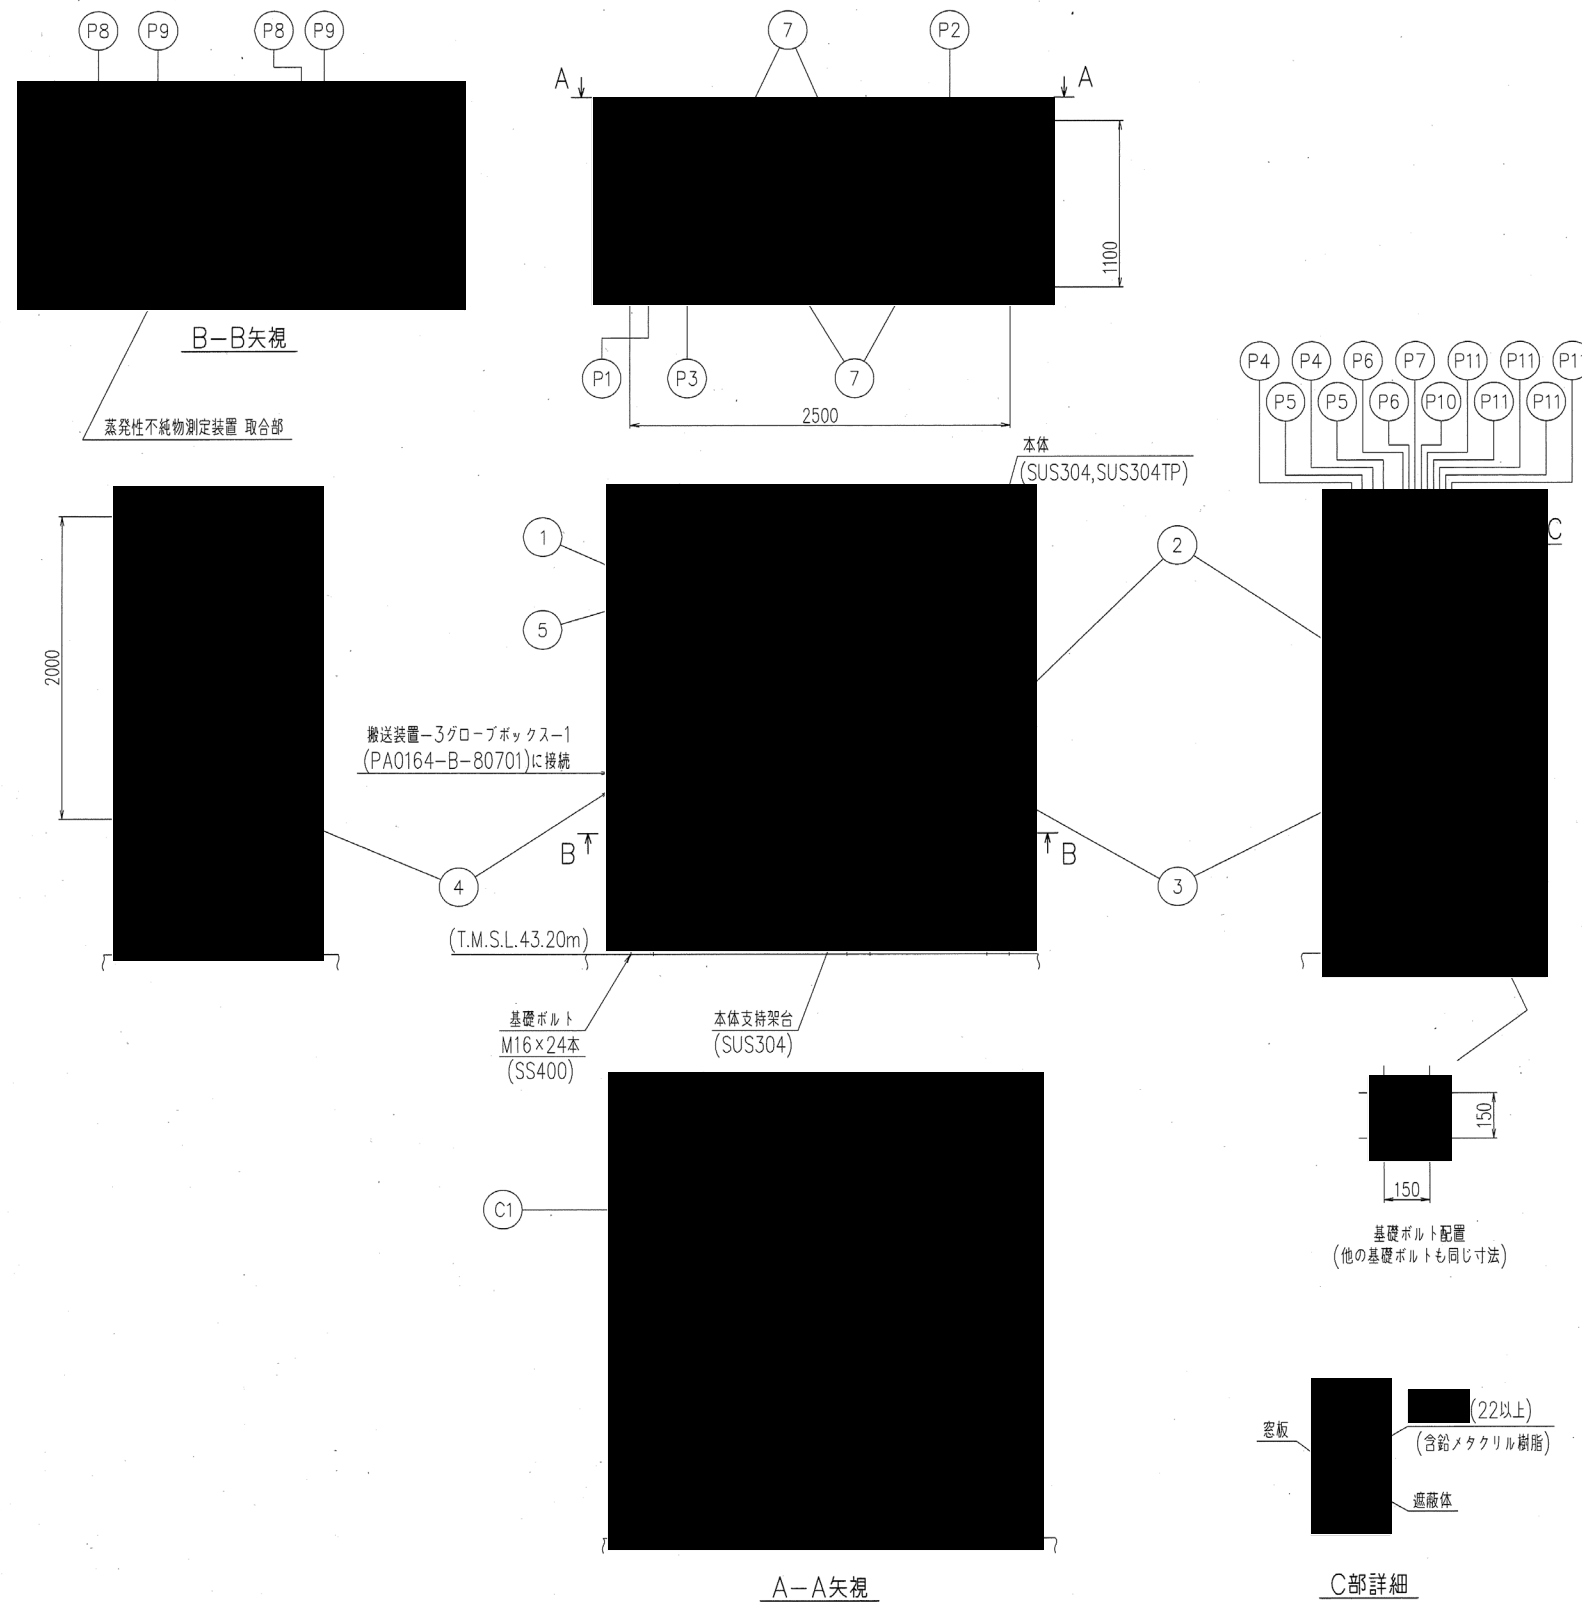 P8 P9 P8 P9
7 P2
A A
1100
B-B矢視
P1 P3 7
2500
蒸発性不純物測定装置 取合部
P4 P4 P6 P7 P11 P11 P11
P5 P5 P6 P10 P11 P11
本体
(SUS304,SUS304TP)
C
1
2
5
2000
搬送装置-3グローブボックス-1
(PA0164-B-80701)に接続
B B
4
3
(T.M.S.L.43.20m)
基礎ボルト
M16×24本
(SS400)
本体支持架台
(SUS304)
150
150
基礎ボルト配置
(他の基礎ボルトも同じ寸法)
C1
窓板
(22以上)
(含鉛メタクリル樹脂)
遮蔽体
A-A矢視
C部詳細